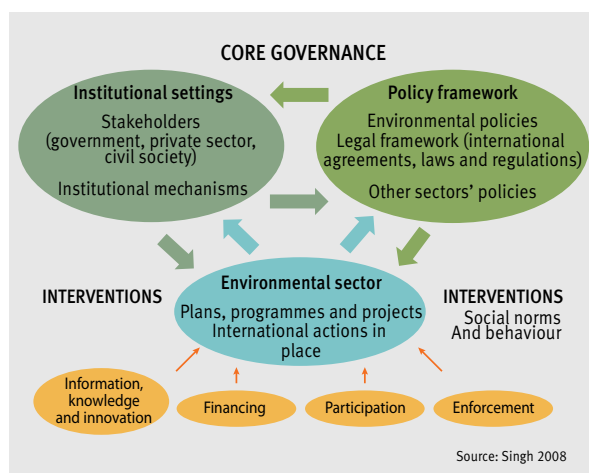 CORE GOVERNANCE
Institutional settings
Stakeholders
(government, private sector,
civil society)
Institutional mechanisms
Policy framework
Environmental policies
Legal framework (international
agreements, laws and regulations)
Other sectors’ policies
INTERVENTIONS
Environmental sector
Plans, programmes and projects
International actions in
place
INTERVENTIONS
Social norms
And behaviour
Information,
knowledge
and innovation
Financing
Participation
Enforcement
Source: Singh 2008